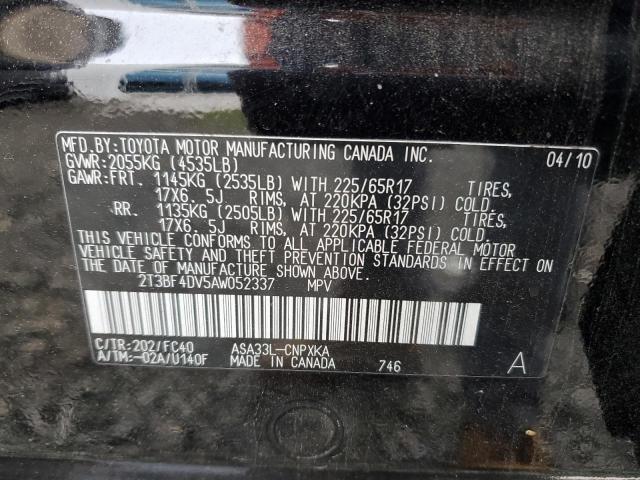 MFD.BY:TOYOTA MOTOR MANUFACTURING CANADA INC. 04/10
GVWR:2055KG (4535LB)
GAWR:FRT. 1145KG (2535LB) WITH 225/65R17 TIRES,
17X6. 5J RIMS, AT 220KPA (32PSI) COLD
RR. 1135KG (2505LB) WITH 225/65R17 TIRES,
17X6. 5J RIMS, AT 220KPA (32PSI) COLD.
THIS VEHICLE CONFORMS TO ALL APPLICABLE FEDERAL MOTOR
VEHICLE SAFETY AND THEFT PREVENTION STANDARDS IN EFFECT ON
THE DATE OF MANUFACTURE SHOWN ABOVE.
2T3BF4DV5AW052337 MPV
C/TR:202/FC40 ASA33L-CNPXKA
A/TM:-02A/U140F MADE IN CANADA 746 A